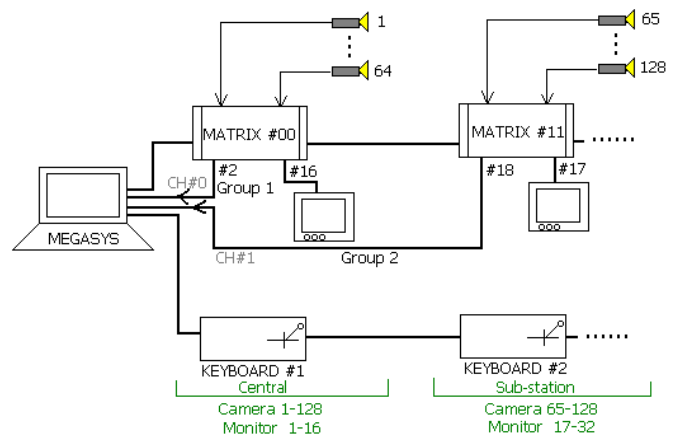 1
65
64
128
MATRIX #00
MATRIX #11
#2
#16
#18
#17
CH#0
Group 1
MEGASYS
CH#1
Group 2
KEYBOARD #1
KEYBOARD #2
Central
Sub-station
Camera 1-128
Camera 65-128
Monitor 1-16
Monitor 17-32